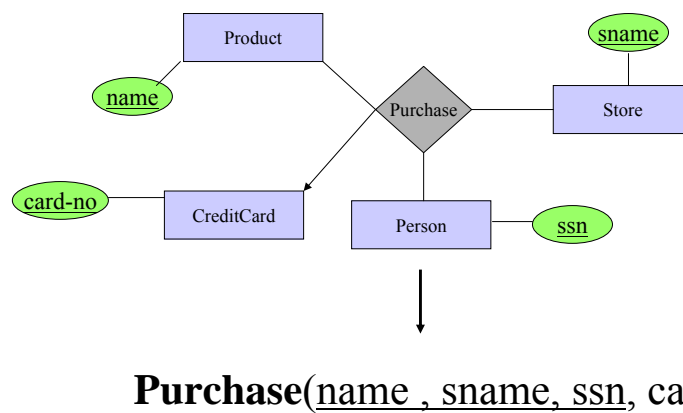 Product
sname
name
Purchase
Store
card-no
CreditCard
Person
ssn
Purchase(name , sname, ssn, ca